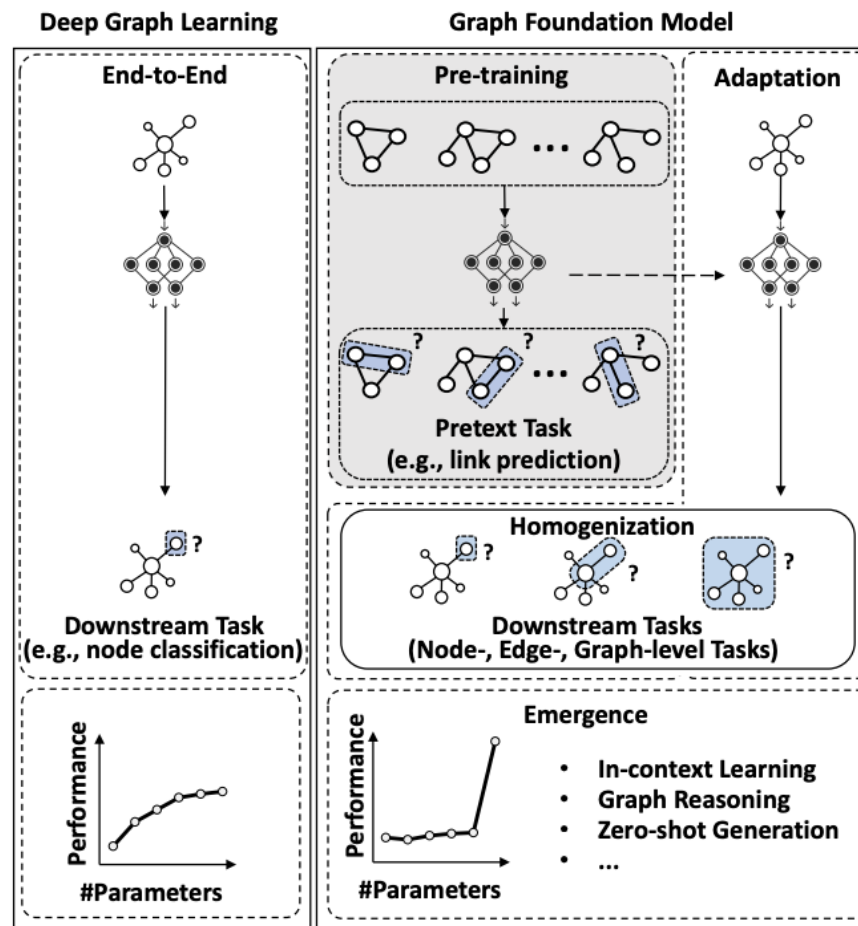 Deep Graph Learning
Graph Foundation Model
End-to-End
Pre-training
Adaptation
...
? ? ?
...
Pretext Task
(e.g., link prediction)
?
Downstream Task
(e.g., node classification)
Homogenization
? ? ?
Downstream Tasks
(Node-, Edge-, Graph-level Tasks)
Performance
#Parameters
Emergence
Performance
#Parameters
• In-context Learning
• Graph Reasoning
• Zero-shot Generation
• ...